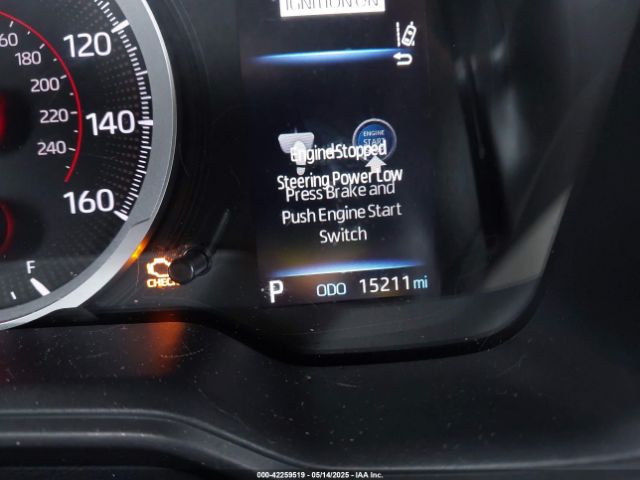 IGNITION ON
60
180
200
220
240
120
140
160
F
CHECK
ENGINE
START
Engine Stopped
Steering Power Low
Press Brake and
Push Engine Start
Switch
P ODO 15211 mi
000-42259519 05/14/2025 IAA Inc.